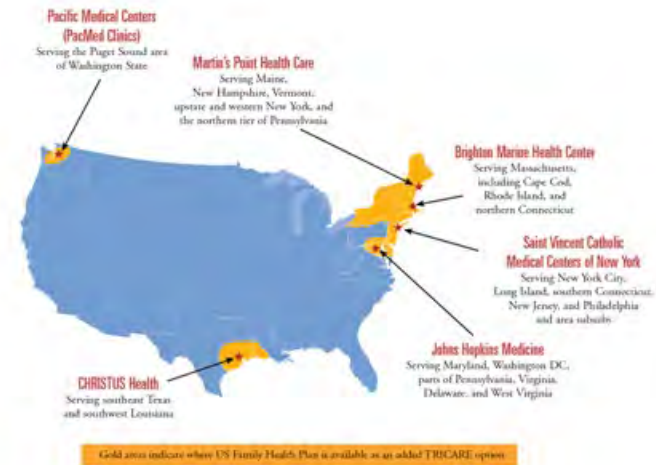 Pacific Medical Centers
(PacMed Clinics)
Serving the Puget Sound area
of Washington State
Martin's Point Health Care
Serving Maine,
New Hampshire, Vermont,
upstate and western New York, and
the northern tier of Pennsylvania
Brighton Marine Health Center
Serving Massachusetts,
including Cape Cod,
Rhode Island, and
northern Connecticut
Saint Vincent Catholic
Medical Centers of New York
Serving New York City,
Long Island, southern Connecticut,
New Jersey, and Philadelphia
and area suburbs
Johns Hopkins Medicine
Serving Maryland, Washington DC,
parts of Pennsylvania, Virginia,
Delaware, and West Virginia
CHRISTUS Health
Serving southeast Texas
and southwest Louisiana
Gold areas indicate where US Family Health Plan is available as an added TRICARE option